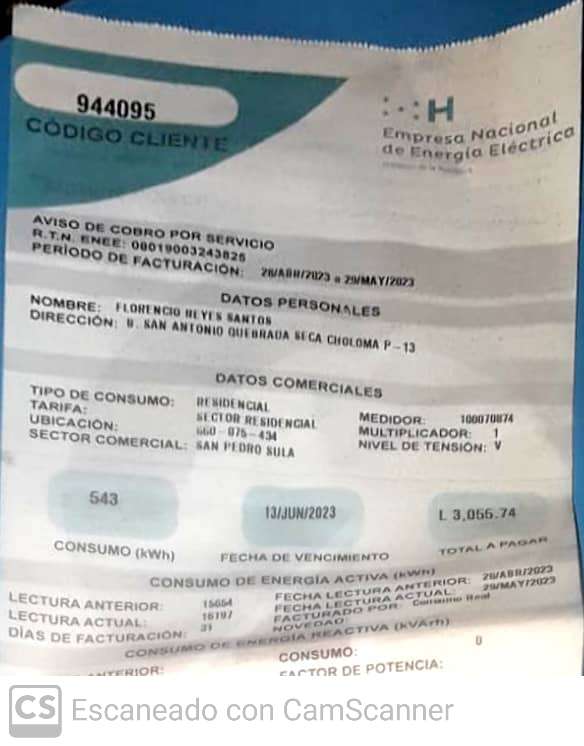 944095
CÓDIGO CLIENTE
H
Empresa Nacional
de Energía Eléctrica
AVISO DE COBRO POR SERVICIO
R.T.N. ENEE: 08019003243825
PERÍODO DE FACTURACIÓN: 28/ABR/2023 a 29/MAY/2023
DATOS PERSONALES
NOMBRE: FLORENCIO REYES SANTOS
DIRECCIÓN: B. SAN ANTONIO QUEBRADA SECA CHOLOMA P-13
DATOS COMERCIALES
TIPO DE CONSUMO: RESIDENCIAL
TARIFA: SECTOR RESIDENCIAL
UBICACIÓN: 660-075-434
SECTOR COMERCIAL: SAN PEDRO SULA
MEDIDOR: 100070874
MULTIPLICADOR: 1
NIVEL DE TENSIÓN: V
543
CONSUMO (kWh)
13/JUN/2023
FECHA DE VENCIMIENTO
L 3,056.74
TOTAL A PAGAR
CONSUMO DE ENERGÍA ACTIVA (kWh)
LECTURA ANTERIOR: 15654
LECTURA ACTUAL: 16197
DÍAS DE FACTURACIÓN: 31
FECHA LECTURA ANTERIOR: 28/ABR/2023
FECHA LECTURA ACTUAL: 29/MAY/2023
FACTURADO POR: Consumo Real
NOVEDAD
CONSUMO DE ENERGÍA REACTIVA (kVArh)
ANTERIOR:
CONSUMO: 0
FACTOR DE POTENCIA:
CS Escaneado con CamScanner